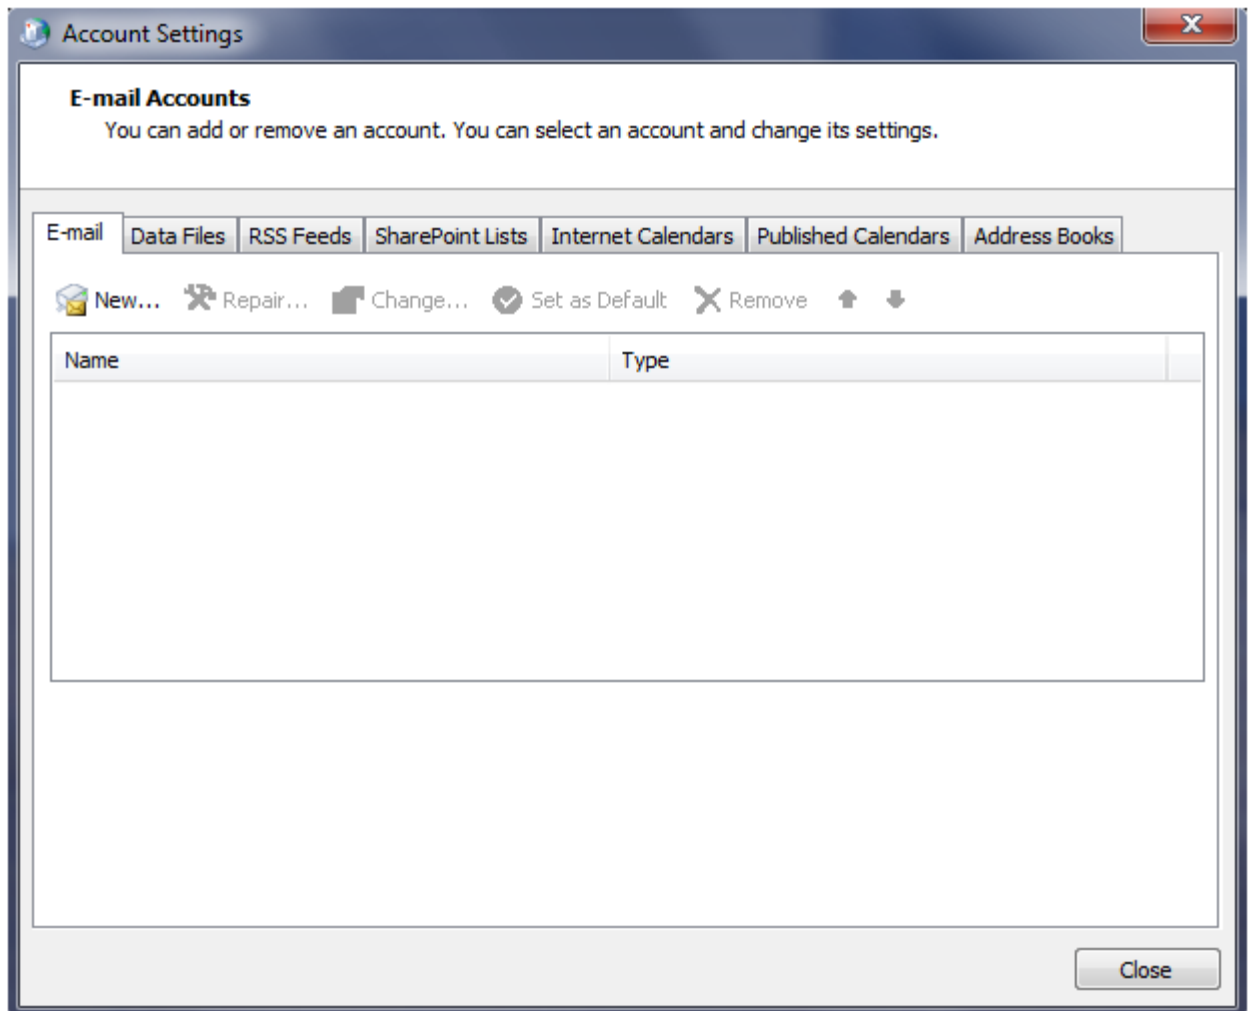 Account Settings
E-mail Accounts
You can add or remove an account. You can select an account and change its settings.
E-mail Data Files RSS Feeds SharePoint Lists Internet Calendars Published Calendars Address Books
New... Repair... Change... Set as Default Remove
Name Type
Close